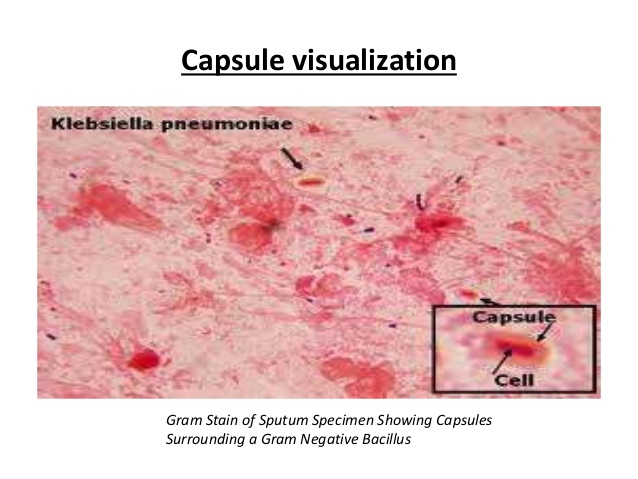 Capsule visualization
Klebsiella pneumoniae
Capsule
Cell
Gram Stain of Sputum Specimen Showing Capsules
Surrounding a Gram Negative Bacillus